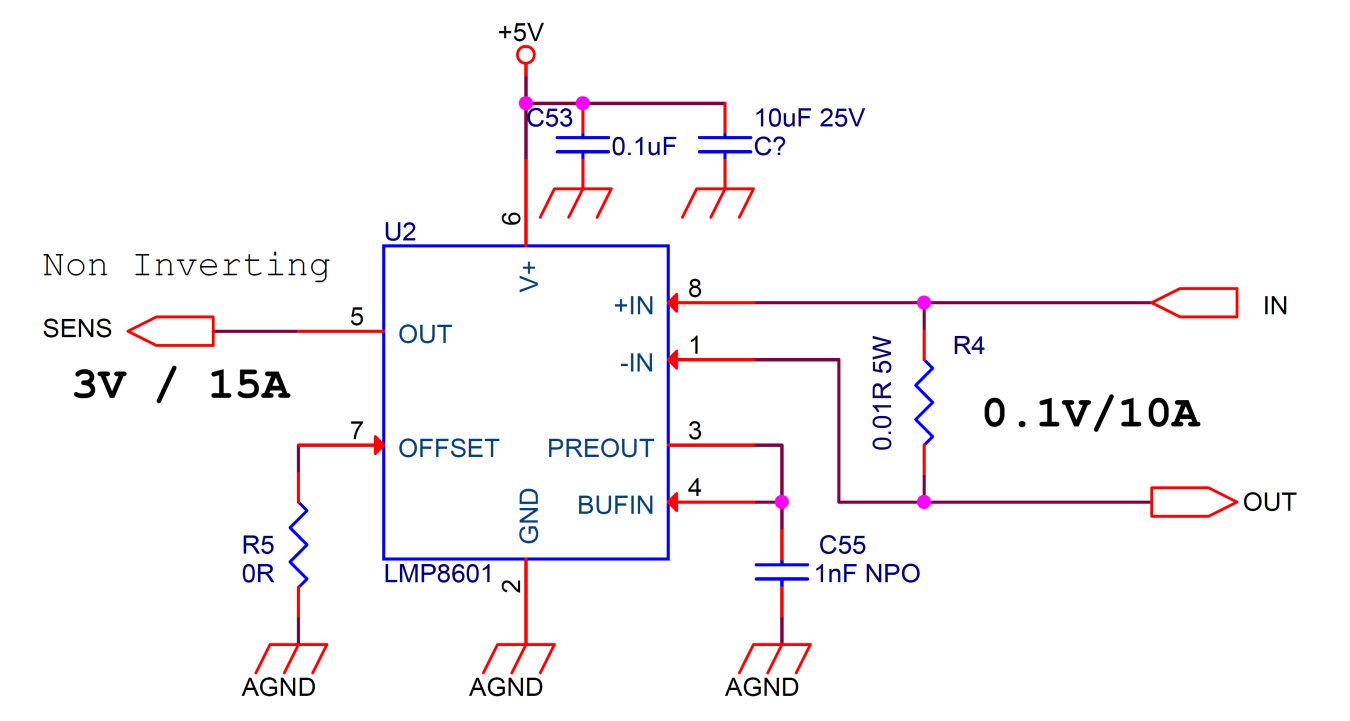 +5V
C53
0.1uF
10uF 25V
C?
6
U2
V+
Non Inverting
SENS
3V / 15A
5
OUT
+IN
8
IN
-IN
1
0.01R 5W
R4
0.1V/10A
7
OFFSET
PREOUT
3
BUFIN
4
OUT
GND
R5
0R
LMP8601
2
C55
1nF NPO
AGND
AGND
AGND